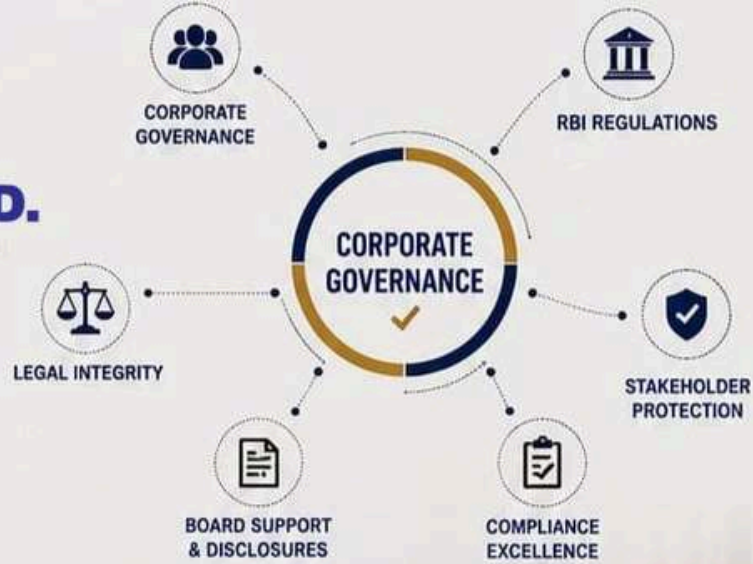 CORPORATE
GOVERNANCE
RBI REGULATIONS
D.
CORPORATE
GOVERNANCE
LEGAL INTEGRITY
STAKEHOLDER
PROTECTION
BOARD SUPPORT
& DISCLOSURES
COMPLIANCE
EXCELLENCE